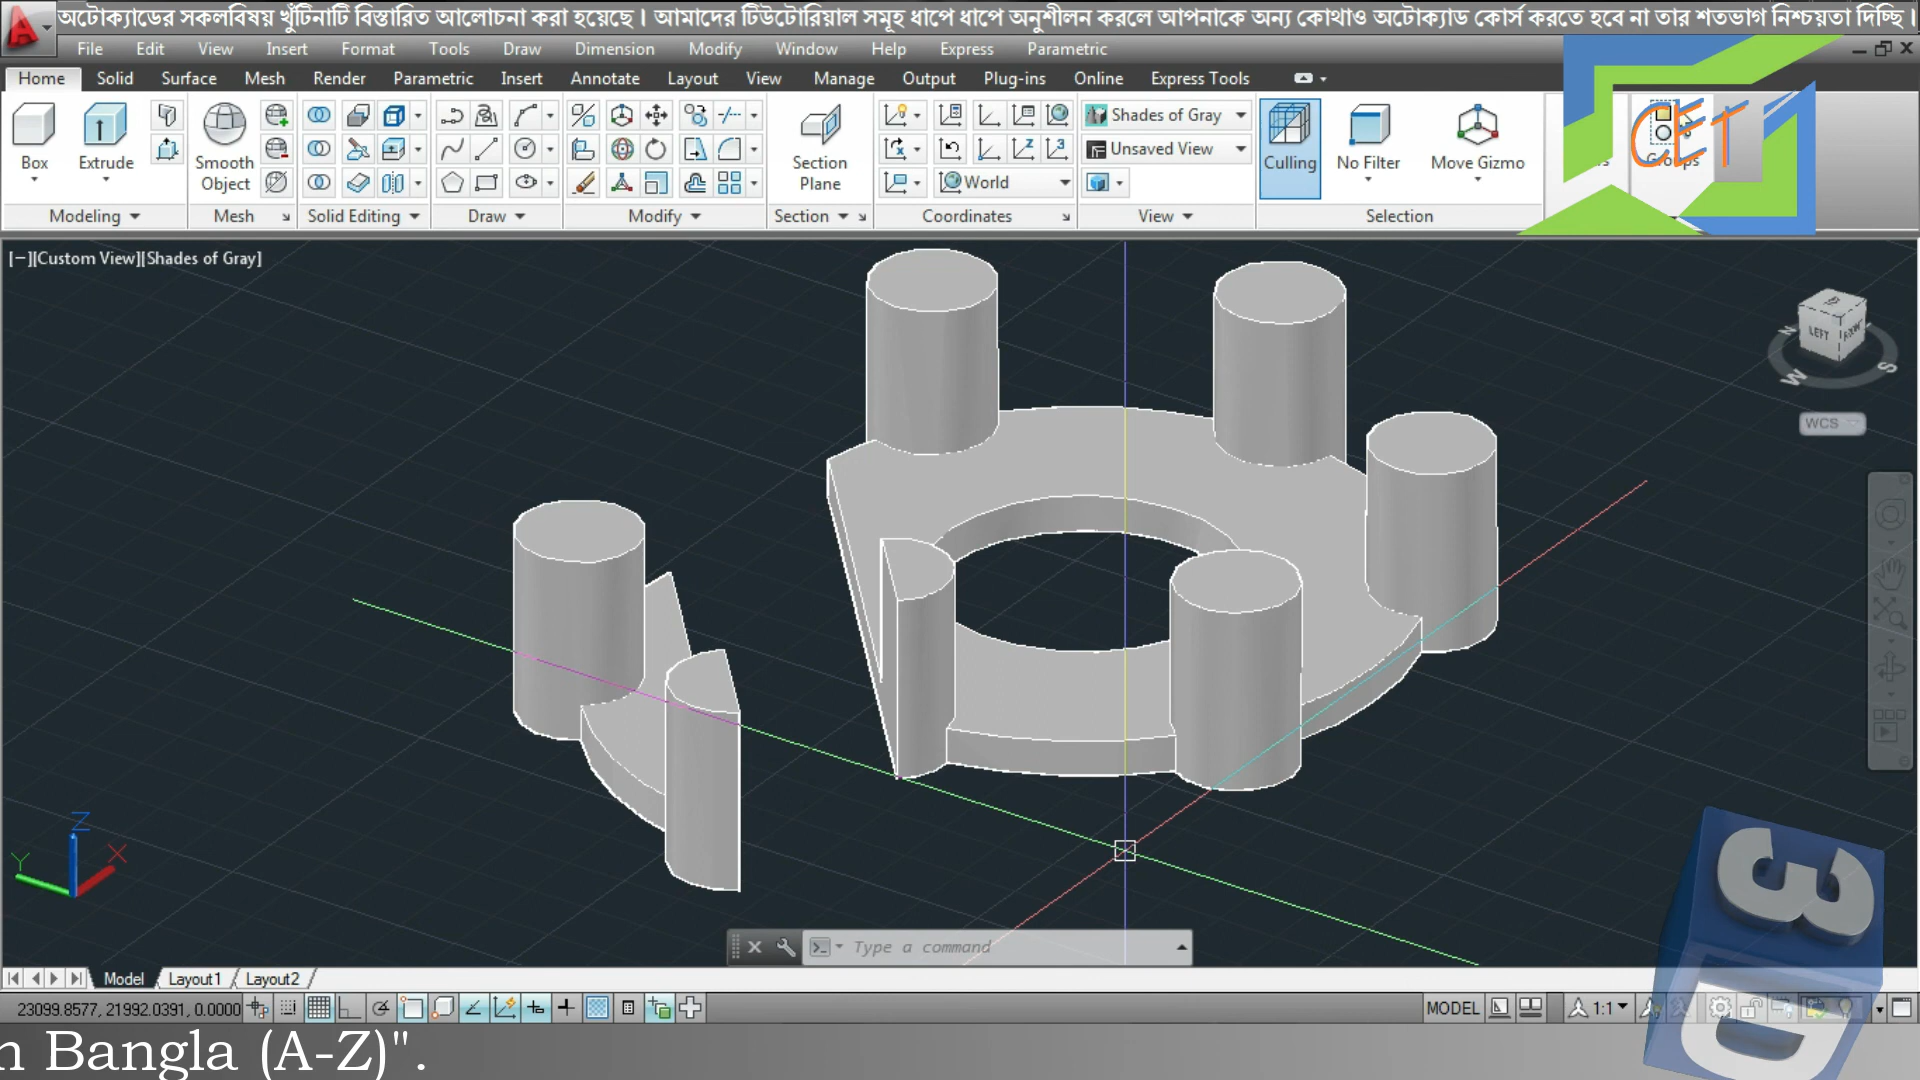 অটোক্যাডের সকলবিষয় খুঁটিনাটি বিস্তারিত আলোচনা করা হয়েছে। আমাদের টিউটোরিয়াল সমূহ ধাপে ধাপে অনুশীলন করলে আপনাকে অন্য কোথাও অটোক্যাড কোর্স করতে হবে না তার শতভাগ নিশ্চয়তা দিচ্ছি।
File Edit View Insert Format Tools Draw Dimension Modify Window Help Express Parametric
Home Solid Surface Mesh Render Parametric Insert Annotate Layout View Manage Output Plug-ins Online Express Tools
CET
Shades of Gray
Unsaved View
World
Box Extrude Smooth Object Section Plane Culling No Filter Move Gizmo Groups
Modeling Mesh Solid Editing Draw Modify Section Coordinates View Selection
[−][Custom View][Shades of Gray]
LEFT FRONT
N W S
WCS
Z
Y X
Type a command
Model Layout1 Layout2
23099.8577, 21992.0391, 0.0000 MODEL 1:1
3
D
n Bangla (A-Z)".